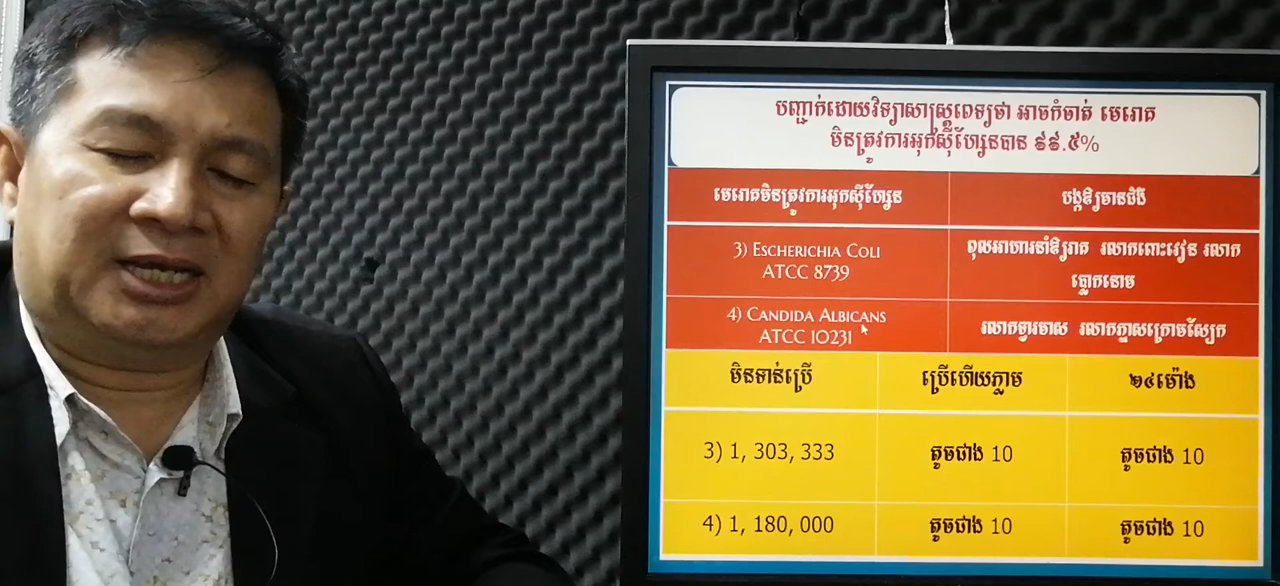 បញ្ជាក់ដោយវិទ្យាសាស្ត្រពេទ្យថា អាចកំចាត់ មេរោគ
មិនត្រូវការអុកស៊ីហ្សែនបាន ៩៩.៥%
មេរោគមិនត្រូវការអុកស៊ីហ្សែន
បង្កឱ្យមានជំងឺ
3) Escherichia Coli
ATCC 8739
ពុលអាហារនាំឱ្យរាគ រលាកពោះវៀន រលាក
ប្លោកនោម
4) Candida Albicans
ATCC 10231
រលាកទ្វារមាស រលាកភ្នាសក្រោមស្បែក
មិនទាន់ប្រើ
ប្រើហើយភ្លាម
២៤ម៉ោង
3) 1, 303, 333
តូចជាង 10
តូចជាង 10
4) 1, 180, 000
តូចជាង 10
តូចជាង 10